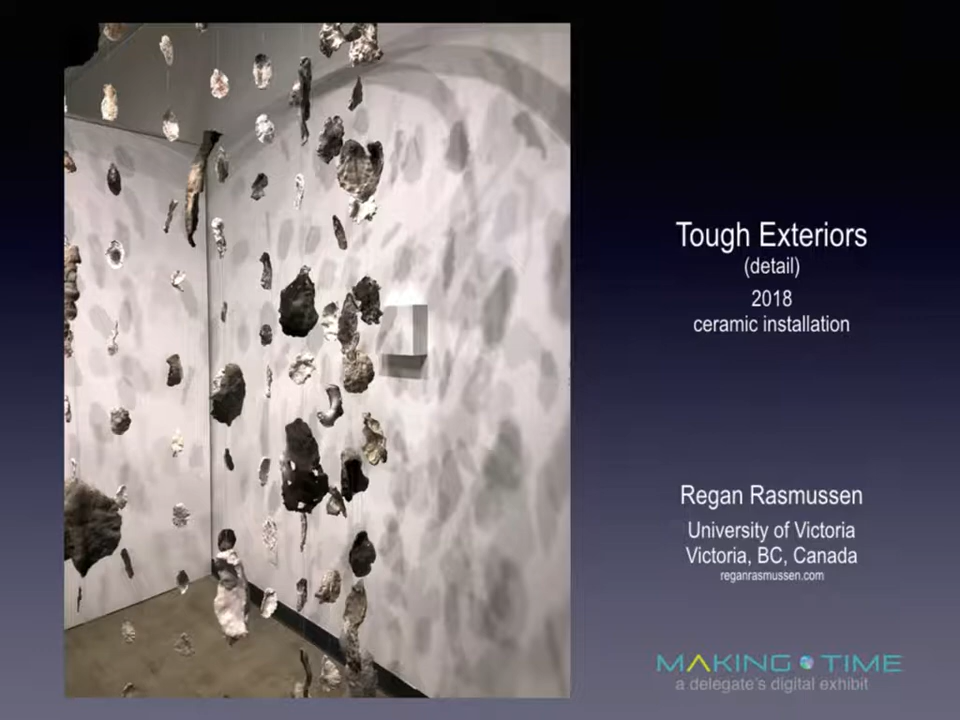 Tough Exteriors
(detail)
2018
ceramic installation
Regan Rasmussen
University of Victoria
Victoria, BC, Canada
reganrasmussen.com
MAKING TIME
a delegate's digital exhibit